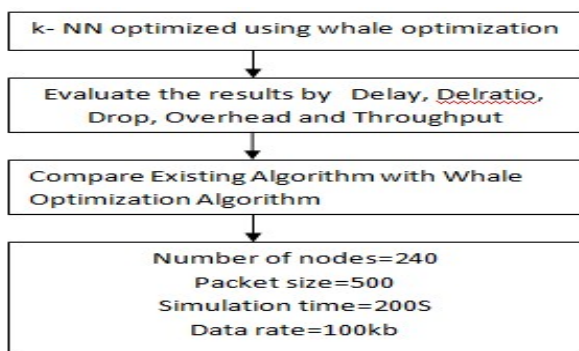 k- NN optimized using whale optimization
Evaluate the results by Delay, Delratio,
Drop, Overhead and Throughput
Compare Existing Algorithm with Whale
Optimization Algorithm
Number of nodes=240
Packet size=500
Simulation time=200S
Data rate=100kb